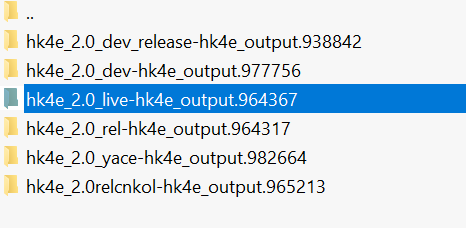 ..
hk4e_2.0_dev_release-hk4e_output.938842
hk4e_2.0_dev-hk4e_output.977756
hk4e_2.0_live-hk4e_output.964367
hk4e_2.0_rel-hk4e_output.964317
hk4e_2.0_yace-hk4e_output.982664
hk4e_2.0relcnkol-hk4e_output.965213